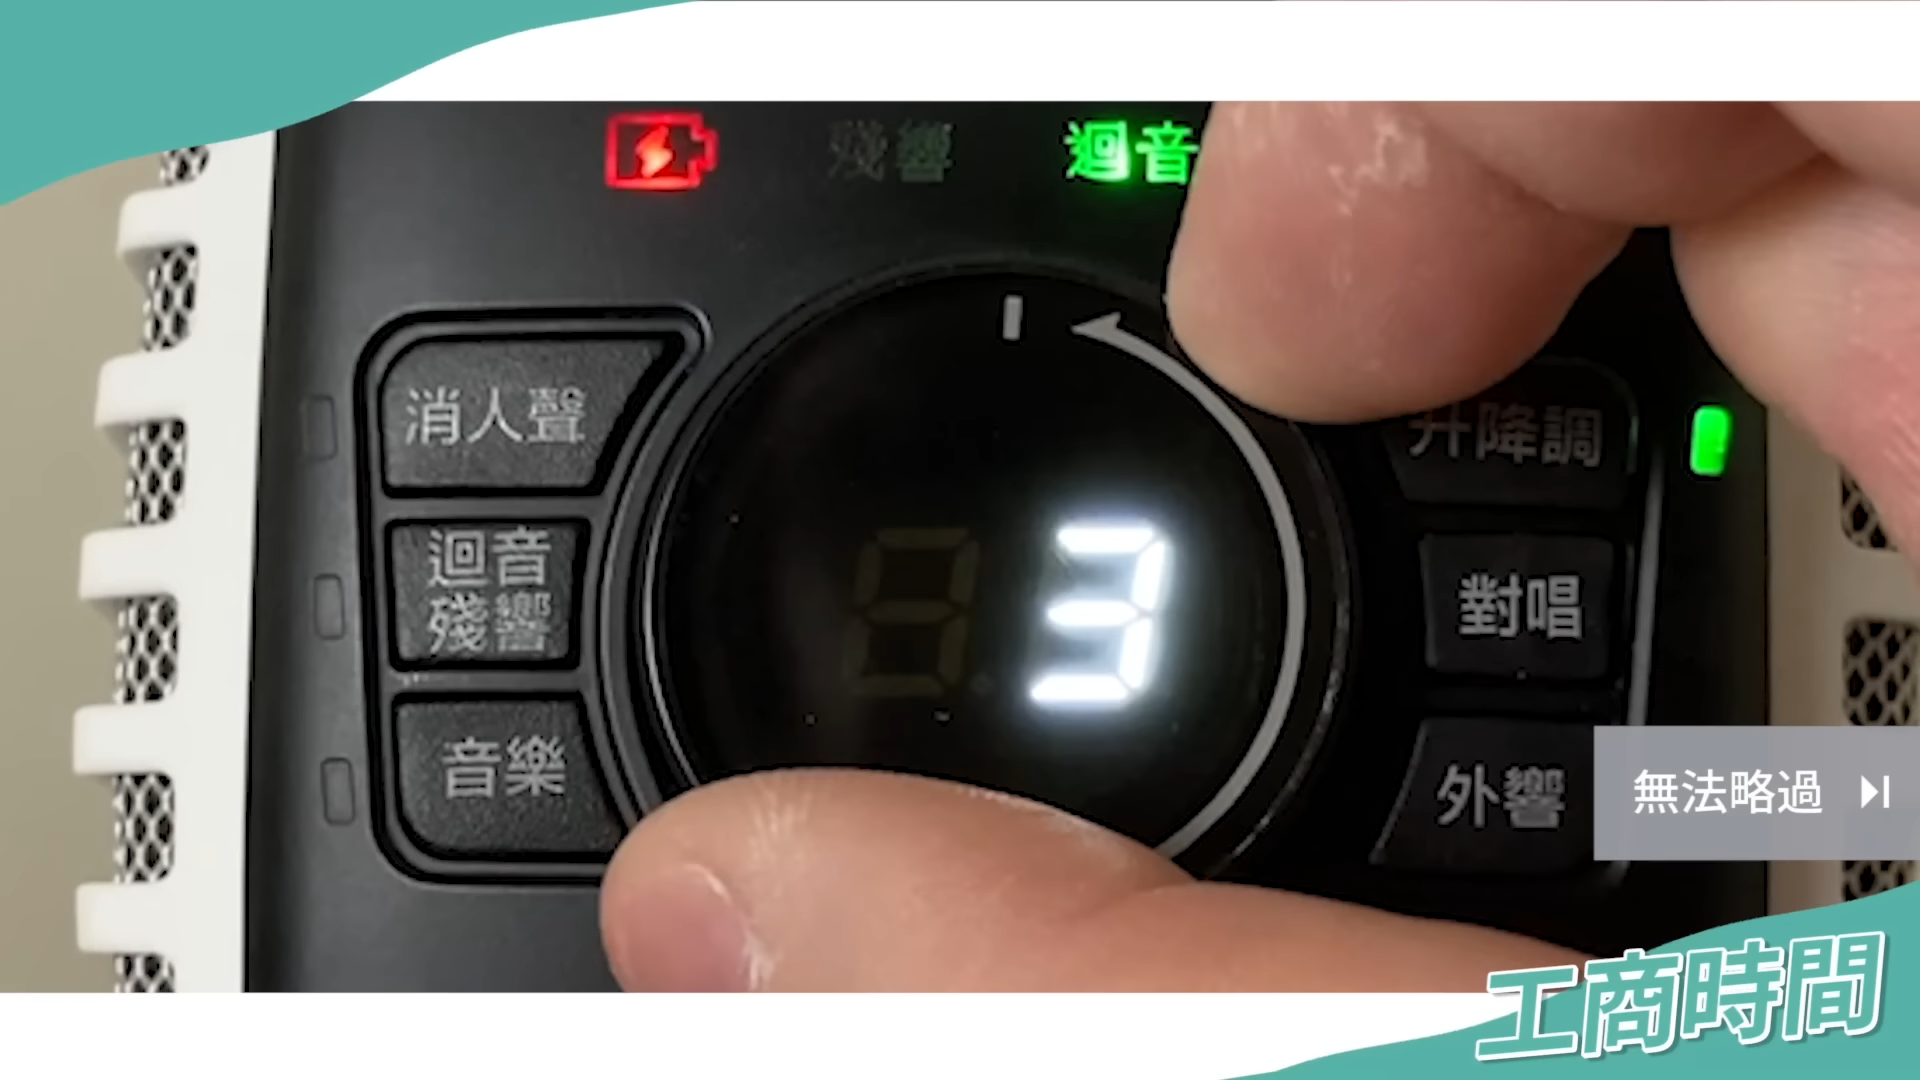 殘響
迴音
消人聲
迴音
殘響
音樂
3
升降調
對唱
外響
無法略過
工商時間